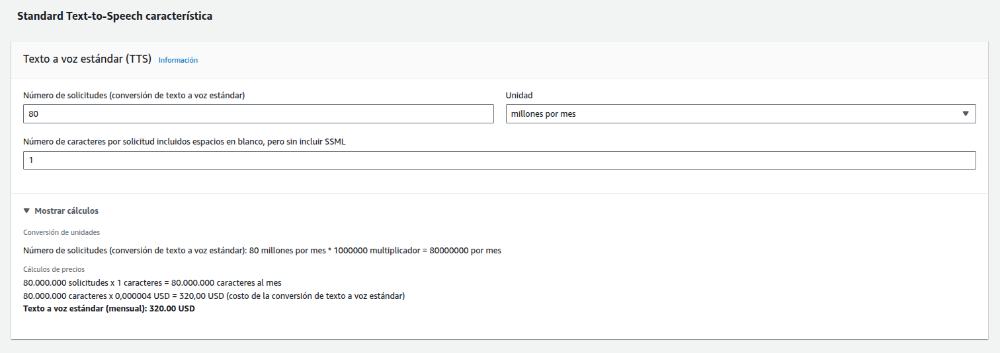 Standard Text-to-Speech característica
Texto a voz estándar (TTS) Información
Número de solicitudes (conversión de texto a voz estándar)
Unidad
80
millones por mes
Número de caracteres por solicitud incluidos espacios en blanco, pero sin incluir SSML
1
Mostrar cálculos
Conversión de unidades
Número de solicitudes (conversión de texto a voz estándar): 80 millones por mes * 1000000 multiplicador = 80000000 por mes
Cálculos de precios
80.000.000 solicitudes x 1 caracteres = 80.000.000 caracteres al mes
80.000.000 caracteres x 0,000004 USD = 320,00 USD (costo de la conversión de texto a voz estándar)
Texto a voz estándar (mensual): 320.00 USD